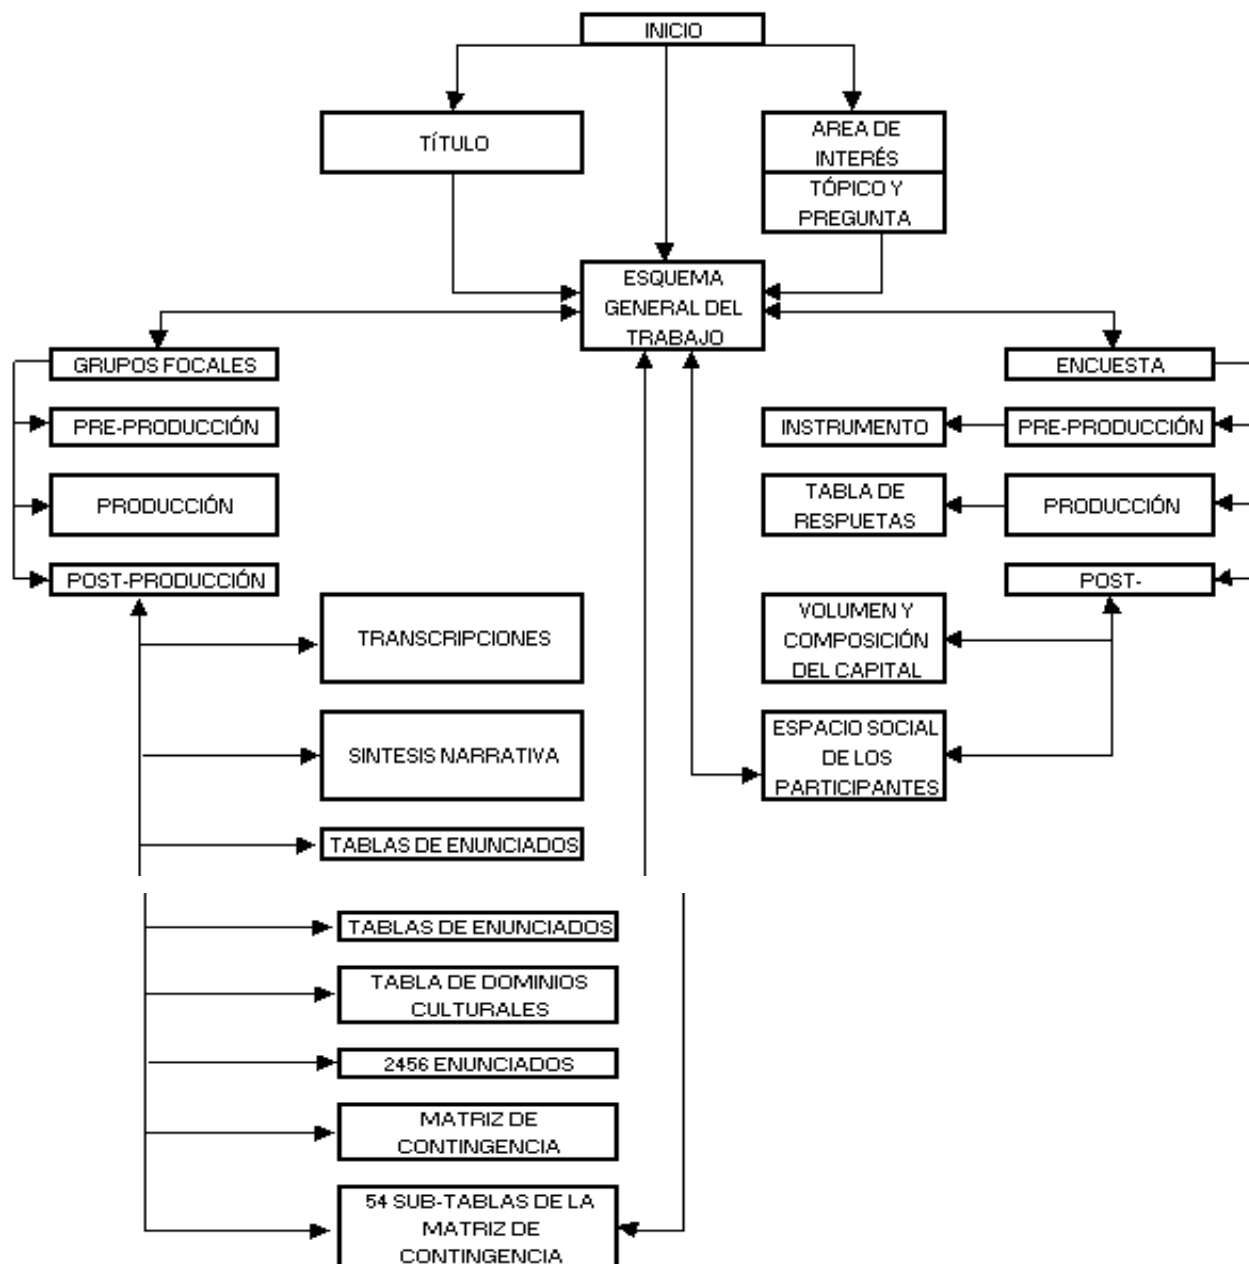 INICIO
TÍTULO
AREA DE
INTERÉS
TÓPICO Y
PREGUNTA
ESQUEMA
GENERAL DEL
TRABAJO
GRUPOS FOCALES
ENCUESTA
PRE-PRODUCCIÓN
INSTRUMENTO
PRE-PRODUCCIÓN
PRODUCCIÓN
TABLA DE
RESPUETAS
PRODUCCIÓN
POST-PRODUCCIÓN
POST-
TRANSCRIPCIONES
VOLUMEN Y
COMPOSICIÓN
DEL CAPITAL
SINTESIS NARRATIVA
ESPACIO SOCIAL
DE LOS
PARTICIPANTES
TABLAS DE ENUNCIADOS
TABLAS DE ENUNCIADOS
TABLA DE DOMINIOS
CULTURALES
2456 ENUNCIADOS
MATRIZ DE
CONTINGENCIA
54 SUB-TABLAS DE LA
MATRIZ DE
CONTINGENCIA